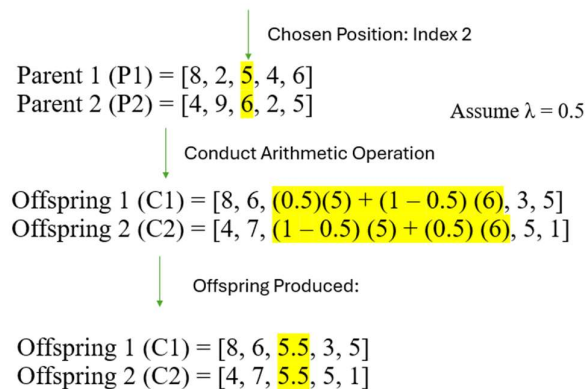 Chosen Position: Index 2
Parent 1 (P1) = [8, 2, 5, 4, 6]
Parent 2 (P2) = [4, 9, 6, 2, 5]
Assume λ = 0.5
Conduct Arithmetic Operation
Offspring 1 (C1) = [8, 6, (0.5)(5) + (1 – 0.5) (6), 3, 5]
Offspring 2 (C2) = [4, 7, (1 – 0.5) (5) + (0.5) (6), 5, 1]
Offspring Produced:
Offspring 1 (C1) = [8, 6, 5.5, 3, 5]
Offspring 2 (C2) = [4, 7, 5.5, 5, 1]